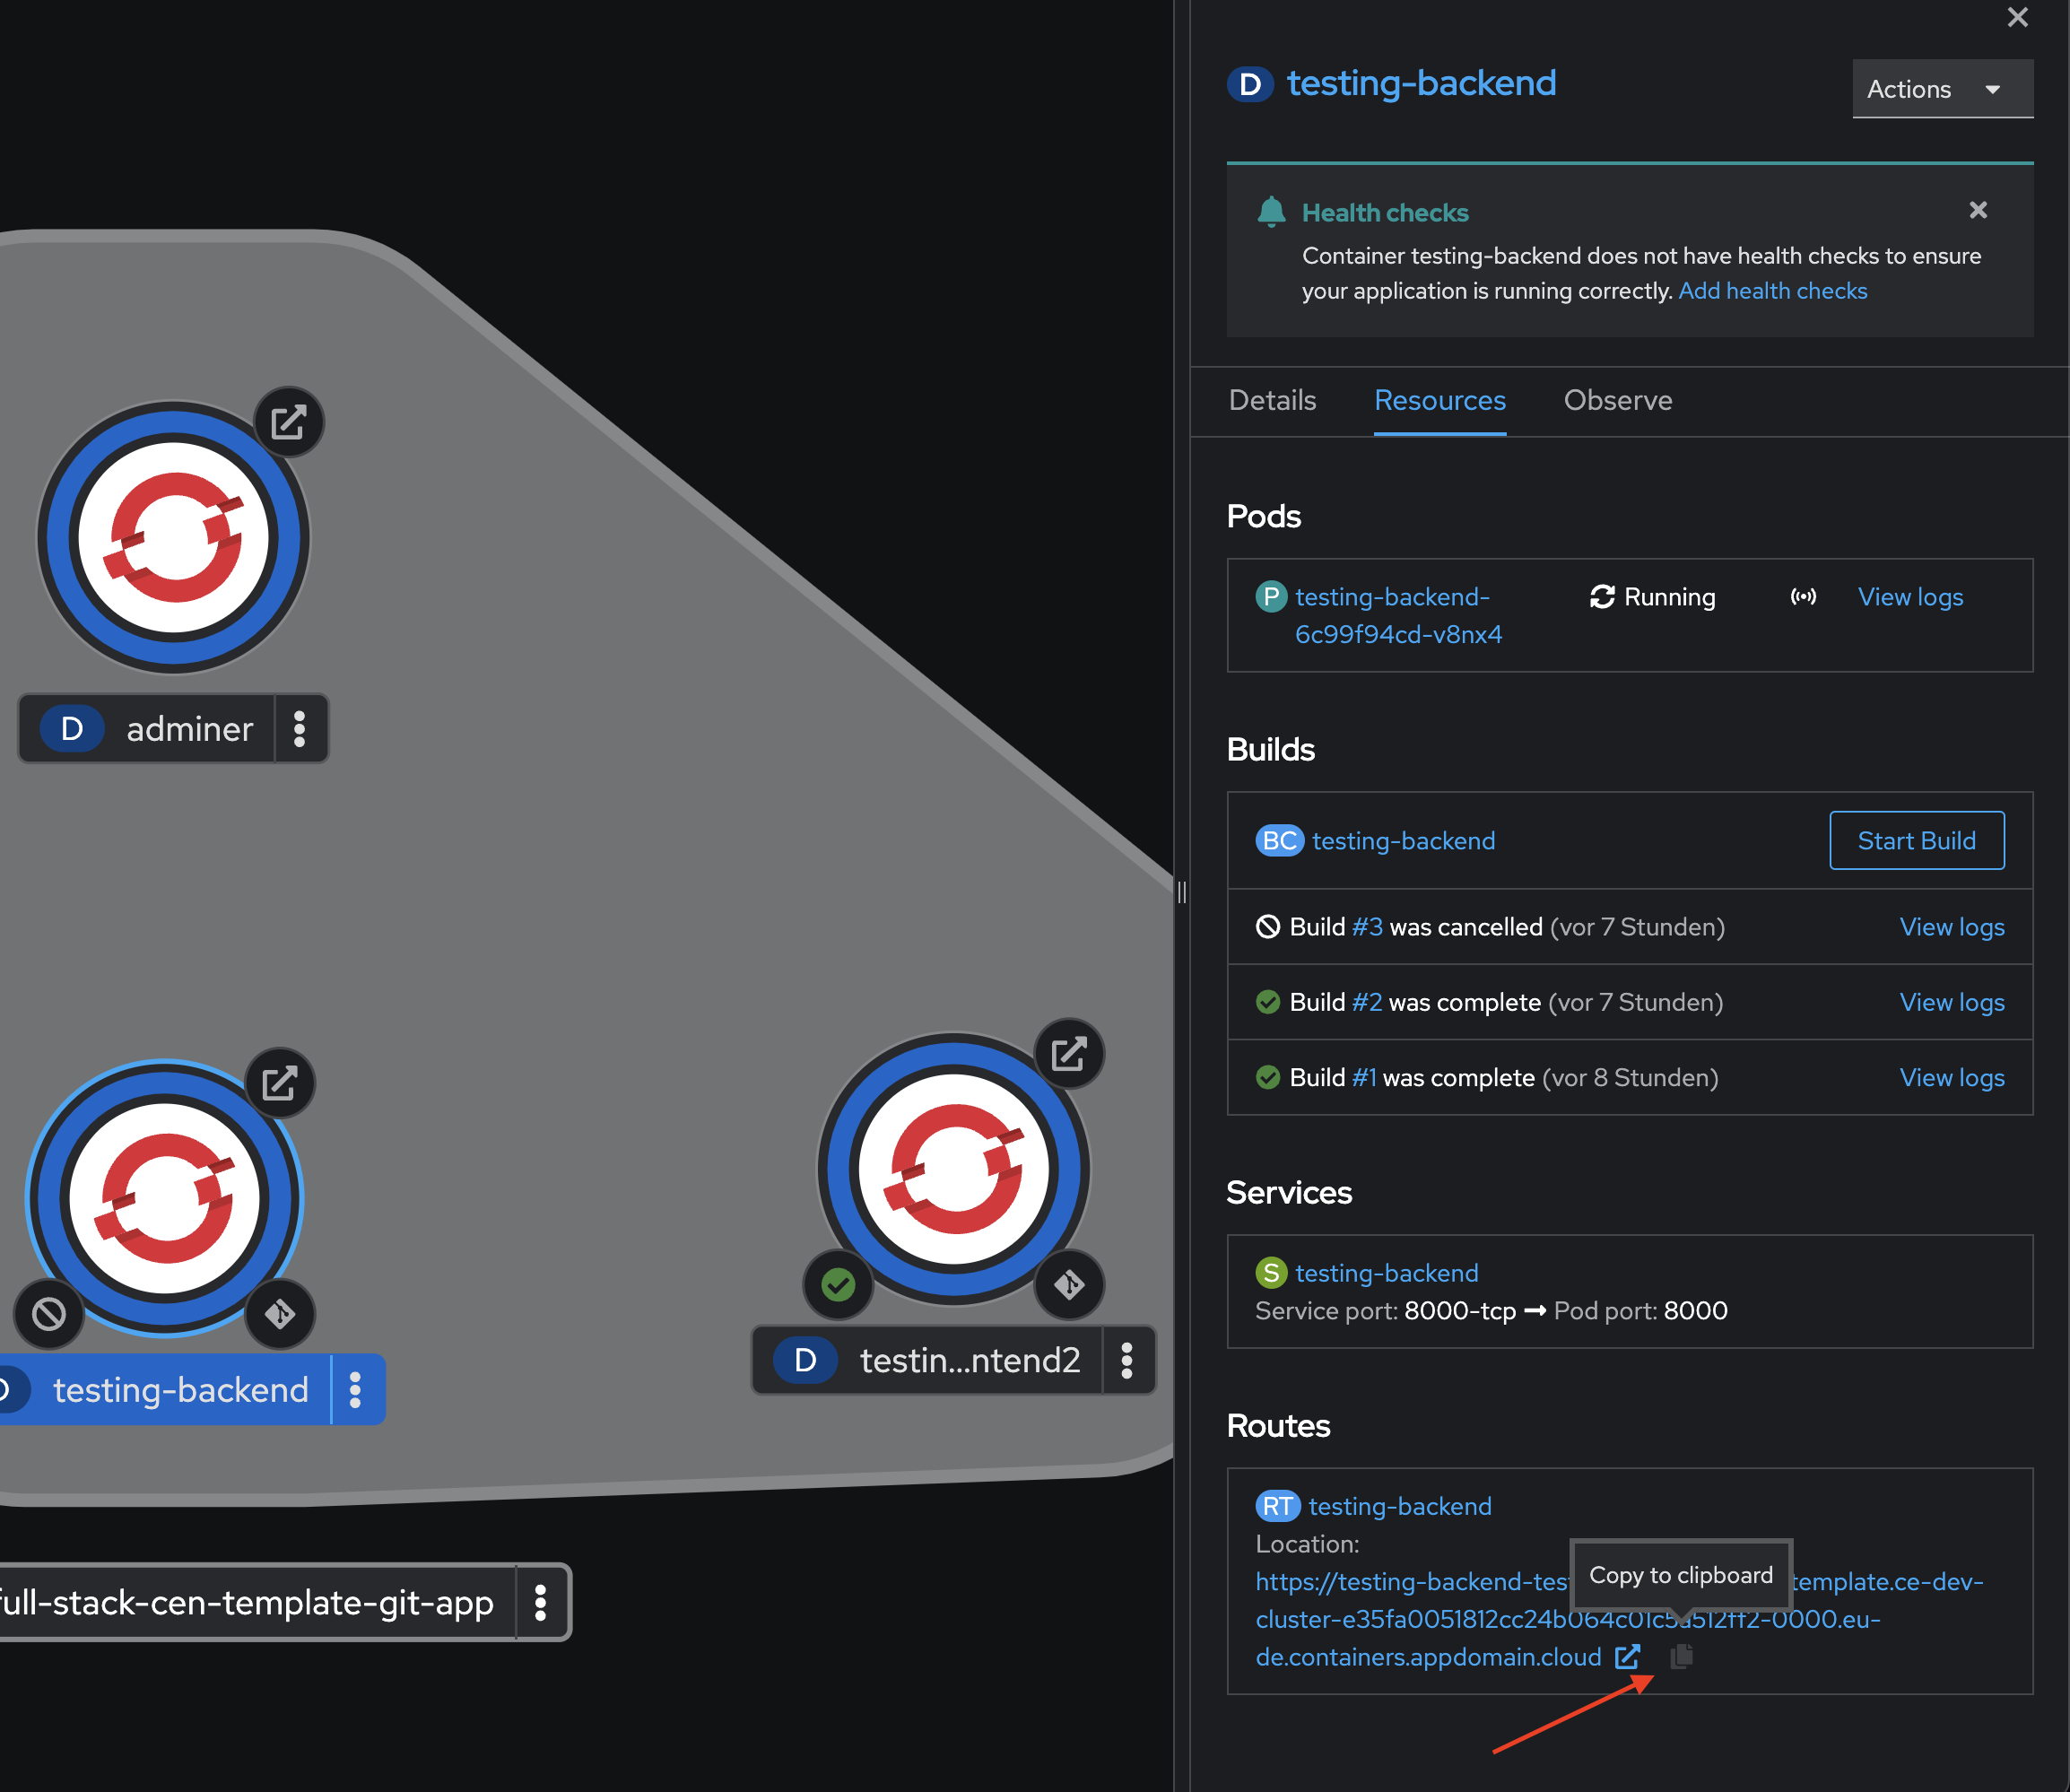 D adminer
testing-backend
D testin...ntend2
full-stack-cen-template-git-app
D testing-backend
Actions
Health checks
Container testing-backend does not have health checks to ensure
your application is running correctly. Add health checks
Details Resources Observe
Pods
P testing-backend-
6c99f94cd-v8nx4
Running
View logs
Builds
BC testing-backend
Start Build
Build #3 was cancelled (vor 7 Stunden) View logs
Build #2 was complete (vor 7 Stunden) View logs
Build #1 was complete (vor 8 Stunden) View logs
Services
S testing-backend
Service port: 8000-tcp → Pod port: 8000
Routes
RT testing-backend
Location:
Copy to clipboard
https://testing-backend-tes template.ce-dev-
cluster-e35fa0051812cc24b064c01c5a512ff2-0000.eu-
de.containers.appdomain.cloud